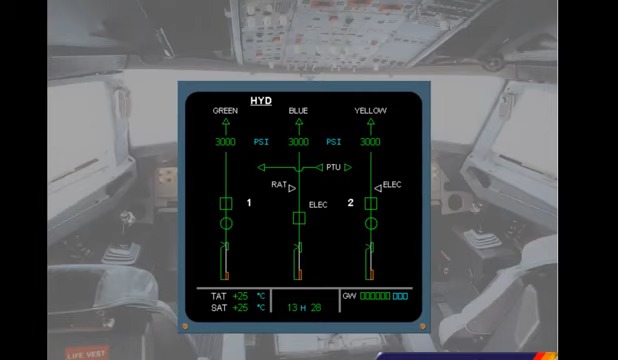 HYD
GREEN BLUE YELLOW
3000 PSI 3000 PSI 3000
PTU
RAT ELEC
1 ELEC 2
TAT +25 °C GW
SAT +25 °C 13 H 28
LIFE VEST